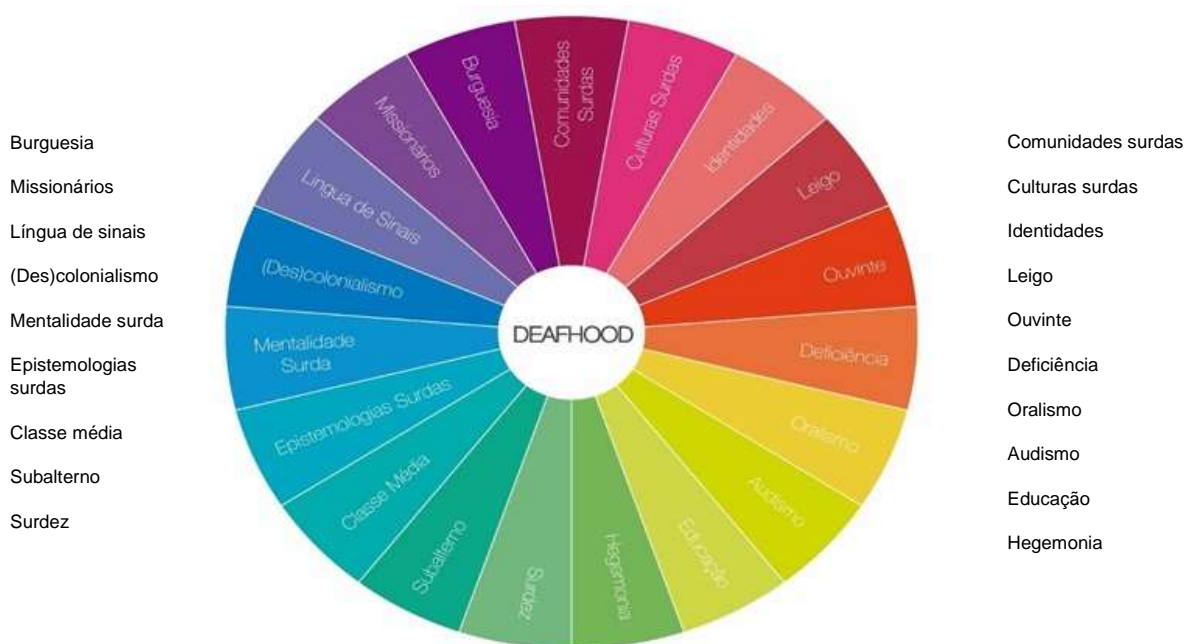 Burguesia
Missionários
Língua de sinais
(Des)colonialismo
Mentalidade surda
Epistemologias
surdas
Classe média
Subalterno
Surdez
Comunidades
Surdas
Culturas Surdas
Identidades
Leigo
Ouvinte
Deficiência
Oralismo
Audismo
Educação
Hegemonia
Surdez
Subalterno
Classe Média
Epistemologias Surdas
Mentalidade
Surda
(Des)colonialismo
Lingua de Sinais
Missionários
Burguesia
DEAFHOOD
Comunidades surdas
Culturas surdas
Identidades
Leigo
Ouvinte
Deficiência
Oralismo
Audismo
Educação
Hegemonia